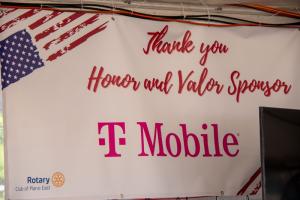 Thank you
Honor and Valor Sponsor
T Mobile
Rotary
Club of Plano East